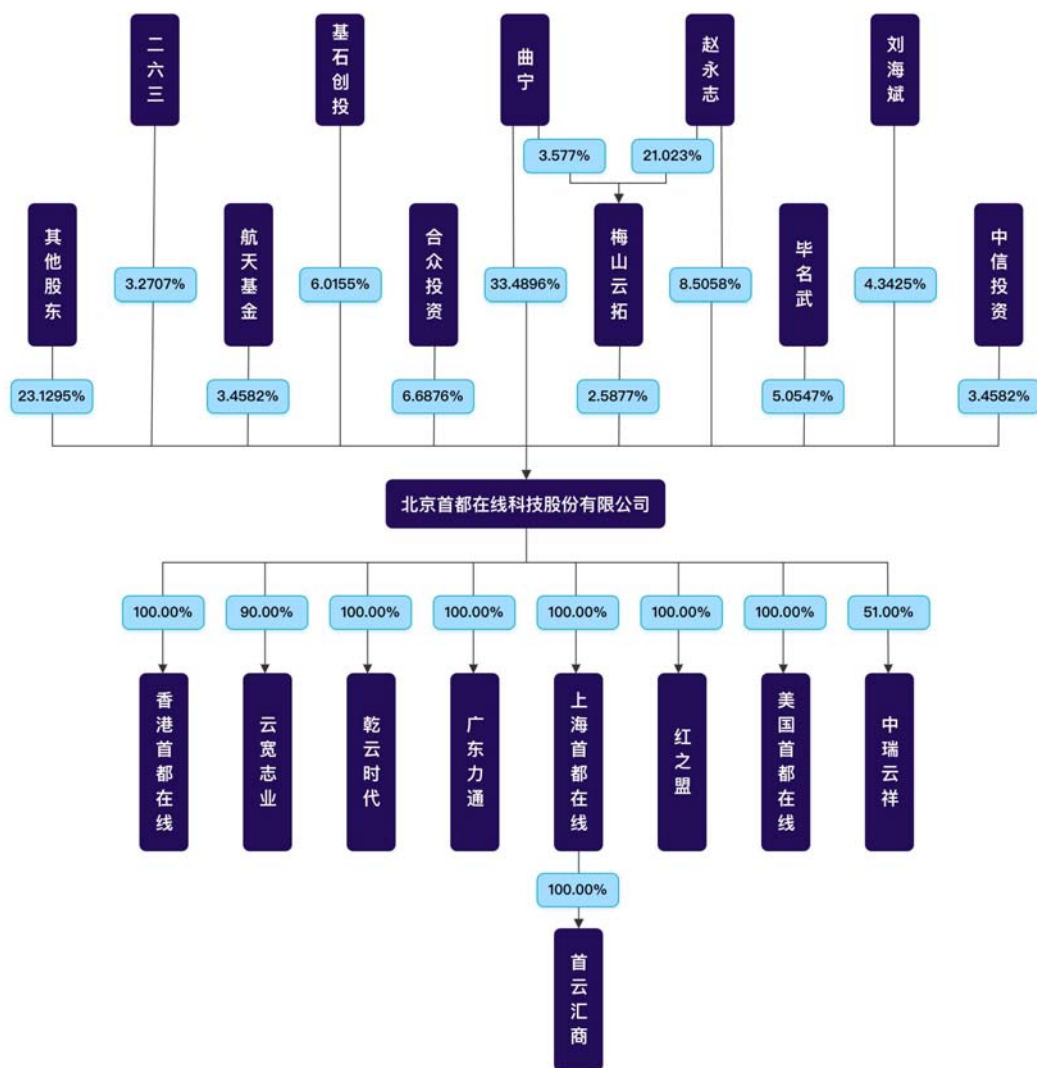 二六三
基石创投
曲宁
赵永志
刘海斌
3.577%
21.023%
其他股东
航天基金
合众投资
梅山云拓
毕名武
中信投资
3.2707%
6.0155%
33.4896%
8.5058%
4.3425%
23.1295%
3.4582%
6.6876%
2.5877%
5.0547%
3.4582%
北京首都在线科技股份有限公司
100.00%
90.00%
100.00%
100.00%
100.00%
100.00%
100.00%
51.00%
香港首都在线
云宽志业
乾云时代
广东力通
上海首都在线
红之盟
美国首都在线
中瑞云祥
100.00%
首云汇商